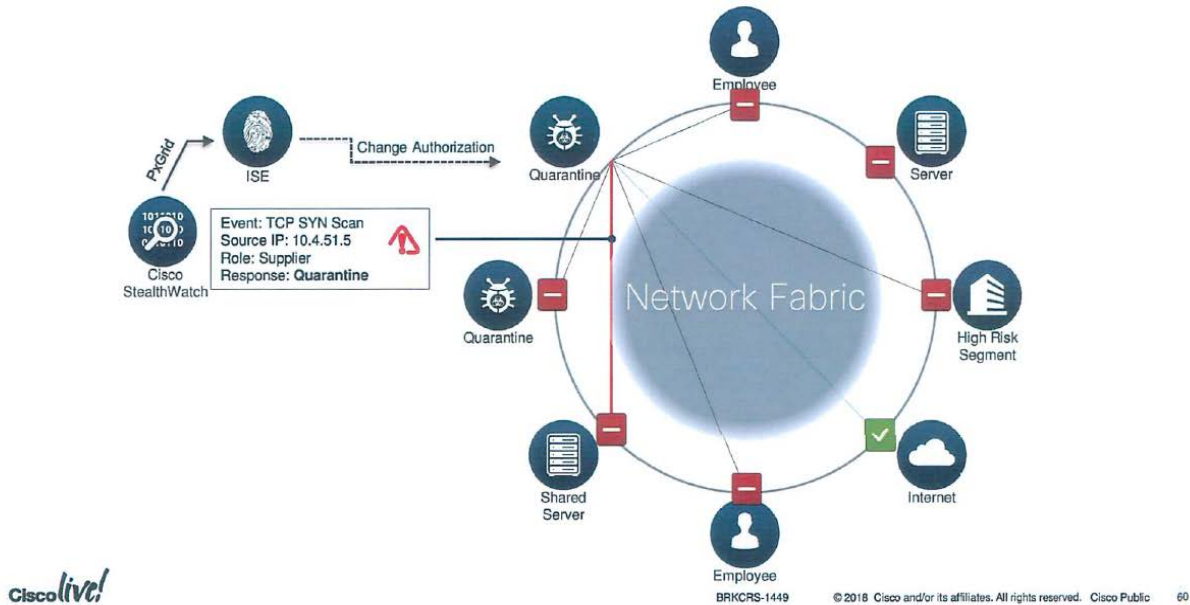 Employee
Server
PxGrid
ISE
Change Authorization
Quarantine
1011010
Cisco
StealthWatch
Event: TCP SYN Scan
Source IP: 10.4.51.5
Role: Supplier
Response: Quarantine
Quarantine
Network Fabric
High Risk
Segment
Shared
Server
Internet
Employee
Cisco live!
BRKCRS-1449
© 2018 Cisco and/or its affiliates. All rights reserved. Cisco Public
60